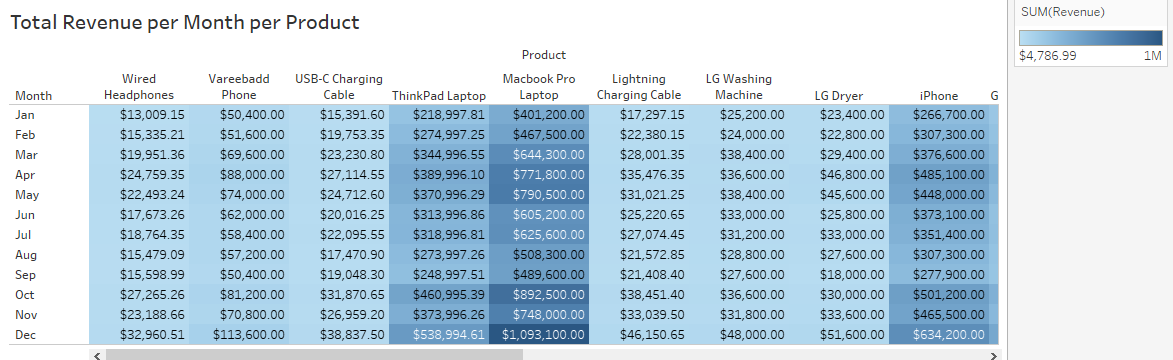 Total Revenue per Month per Product
SUM(Revenue)
$4,786.99 1M
Product
Month Wired Headphones Vareebadd Phone USB-C Charging Cable ThinkPad Laptop Macbook Pro Laptop Lightning Charging Cable LG Washing Machine LG Dryer iPhone G
Jan $13,009.15 $50,400.00 $15,391.60 $218,997.81 $401,200.00 $17,297.15 $25,200.00 $23,400.00 $266,700.00
Feb $15,335.21 $51,600.00 $19,753.35 $274,997.25 $467,500.00 $22,380.15 $24,000.00 $22,800.00 $307,300.00
Mar $19,951.36 $69,600.00 $23,230.80 $344,996.55 $644,300.00 $28,001.35 $38,400.00 $29,400.00 $376,600.00
Apr $24,759.35 $88,000.00 $27,114.55 $389,996.10 $771,800.00 $35,476.35 $36,600.00 $46,800.00 $485,100.00
May $22,493.24 $74,000.00 $24,712.60 $370,996.29 $790,500.00 $31,021.25 $38,400.00 $45,600.00 $448,000.00
Jun $17,673.26 $62,000.00 $20,016.25 $313,996.86 $605,200.00 $25,220.65 $33,000.00 $25,800.00 $373,100.00
Jul $18,764.35 $58,400.00 $22,095.55 $318,996.81 $625,600.00 $27,074.45 $31,200.00 $33,000.00 $351,400.00
Aug $15,479.09 $57,200.00 $17,470.90 $273,997.26 $508,300.00 $21,572.85 $28,800.00 $27,600.00 $307,300.00
Sep $15,598.99 $50,400.00 $19,048.30 $248,997.51 $489,600.00 $21,408.40 $27,600.00 $18,000.00 $277,900.00
Oct $27,265.26 $81,200.00 $31,870.65 $460,995.39 $892,500.00 $38,451.40 $36,600.00 $30,000.00 $501,200.00
Nov $23,188.66 $70,800.00 $26,959.20 $373,996.26 $748,000.00 $33,039.50 $31,800.00 $33,600.00 $465,500.00
Dec $32,960.51 $113,600.00 $38,837.50 $538,994.61 $1,093,100.00 $46,150.65 $48,000.00 $51,600.00 $634,200.00